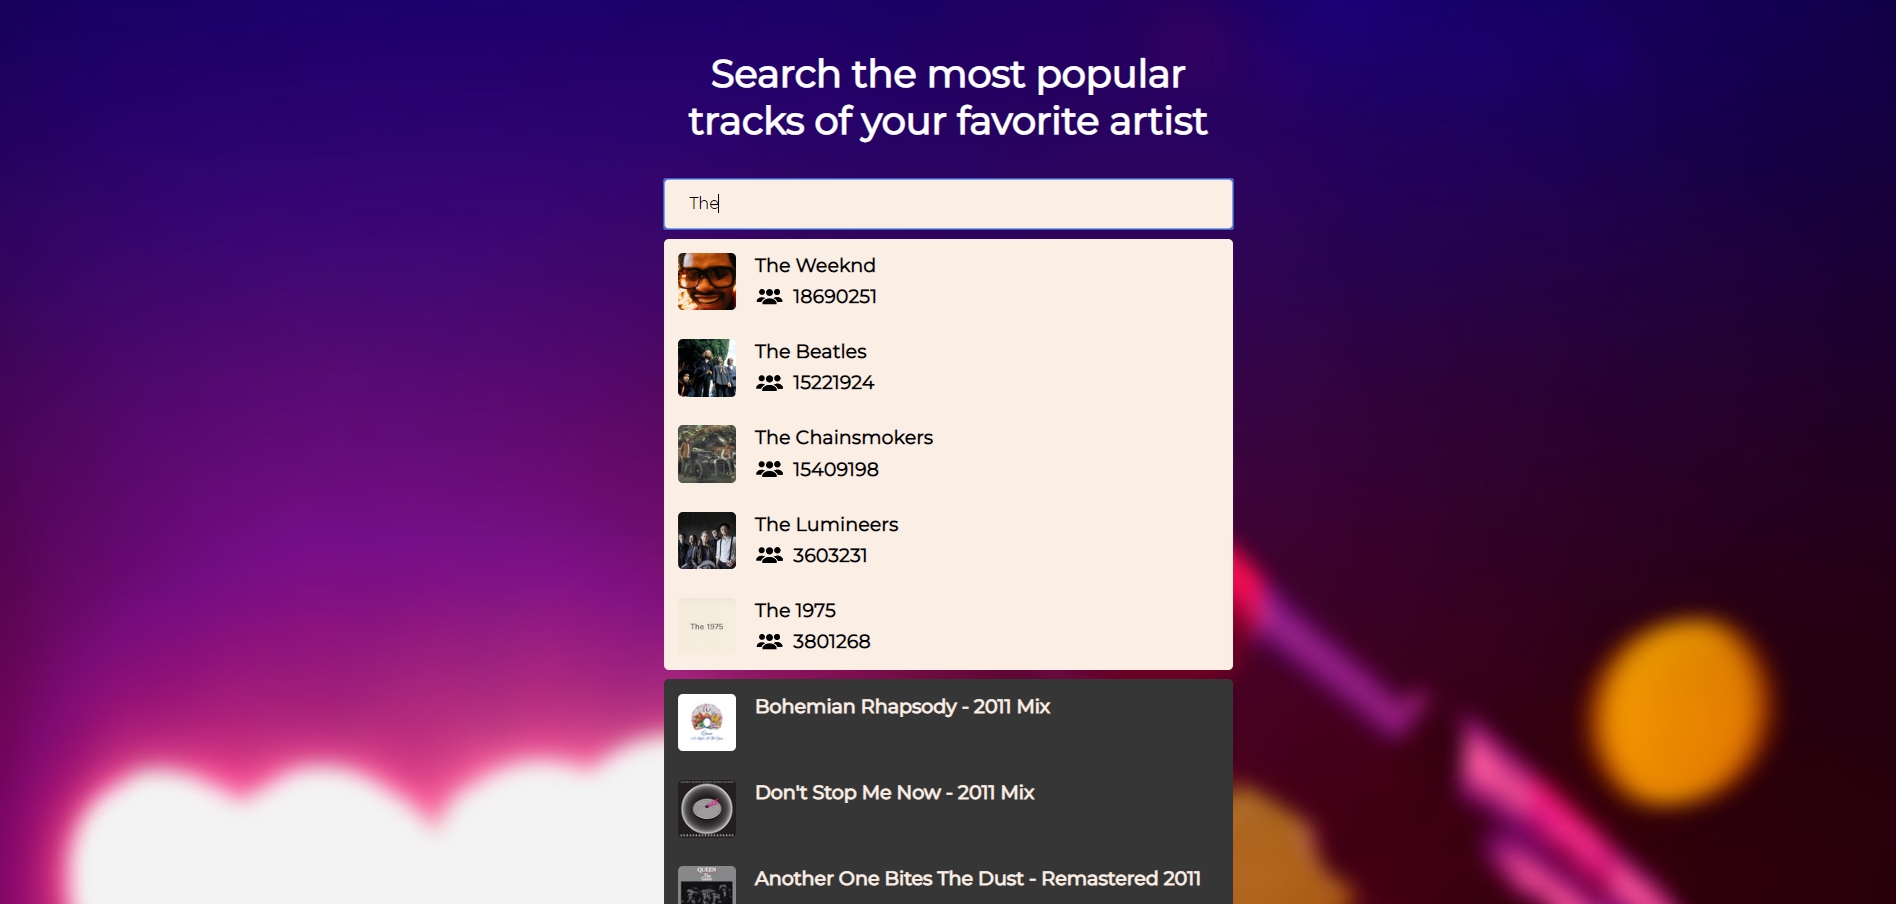 Search the most popular
tracks of your favorite artist
The
The Weeknd
18690251
The Beatles
15221924
The Chainsmokers
15409198
The Lumineers
3603231
The 1975
The 1975
3801268
Bohemian Rhapsody - 2011 Mix
Queen
Don't Stop Me Now - 2011 Mix
Another One Bites The Dust - Remastered 2011
QUEEN